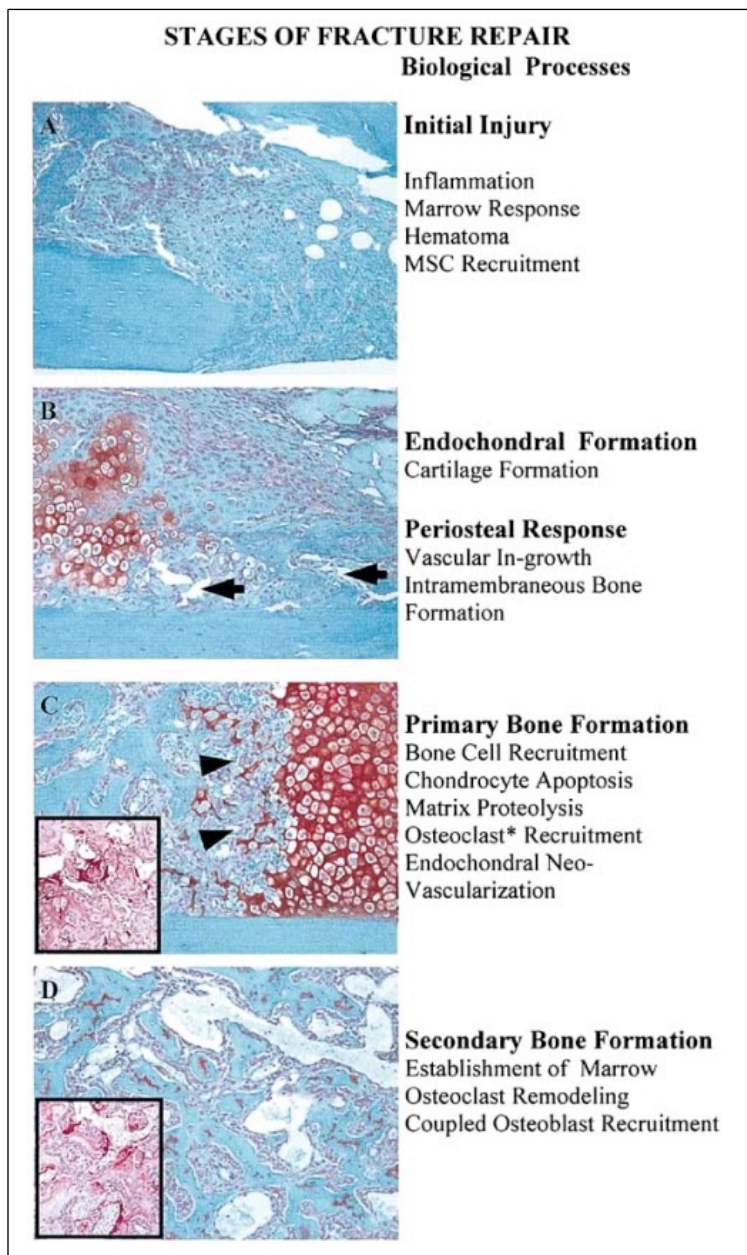 STAGES OF FRACTURE REPAIR
Biological Processes
A
Initial Injury
Inflammation
Marrow Response
Hematoma
MSC Recruitment
B
Endochondral Formation
Cartilage Formation
Periosteal Response
Vascular In-growth
Intramembraneous Bone
Formation
C
Primary Bone Formation
Bone Cell Recruitment
Chondrocyte Apoptosis
Matrix Proteolysis
Osteoclast* Recruitment
Endochondral Neo-
Vascularization
D
Secondary Bone Formation
Establishment of Marrow
Osteoclast Remodeling
Coupled Osteoblast Recruitment